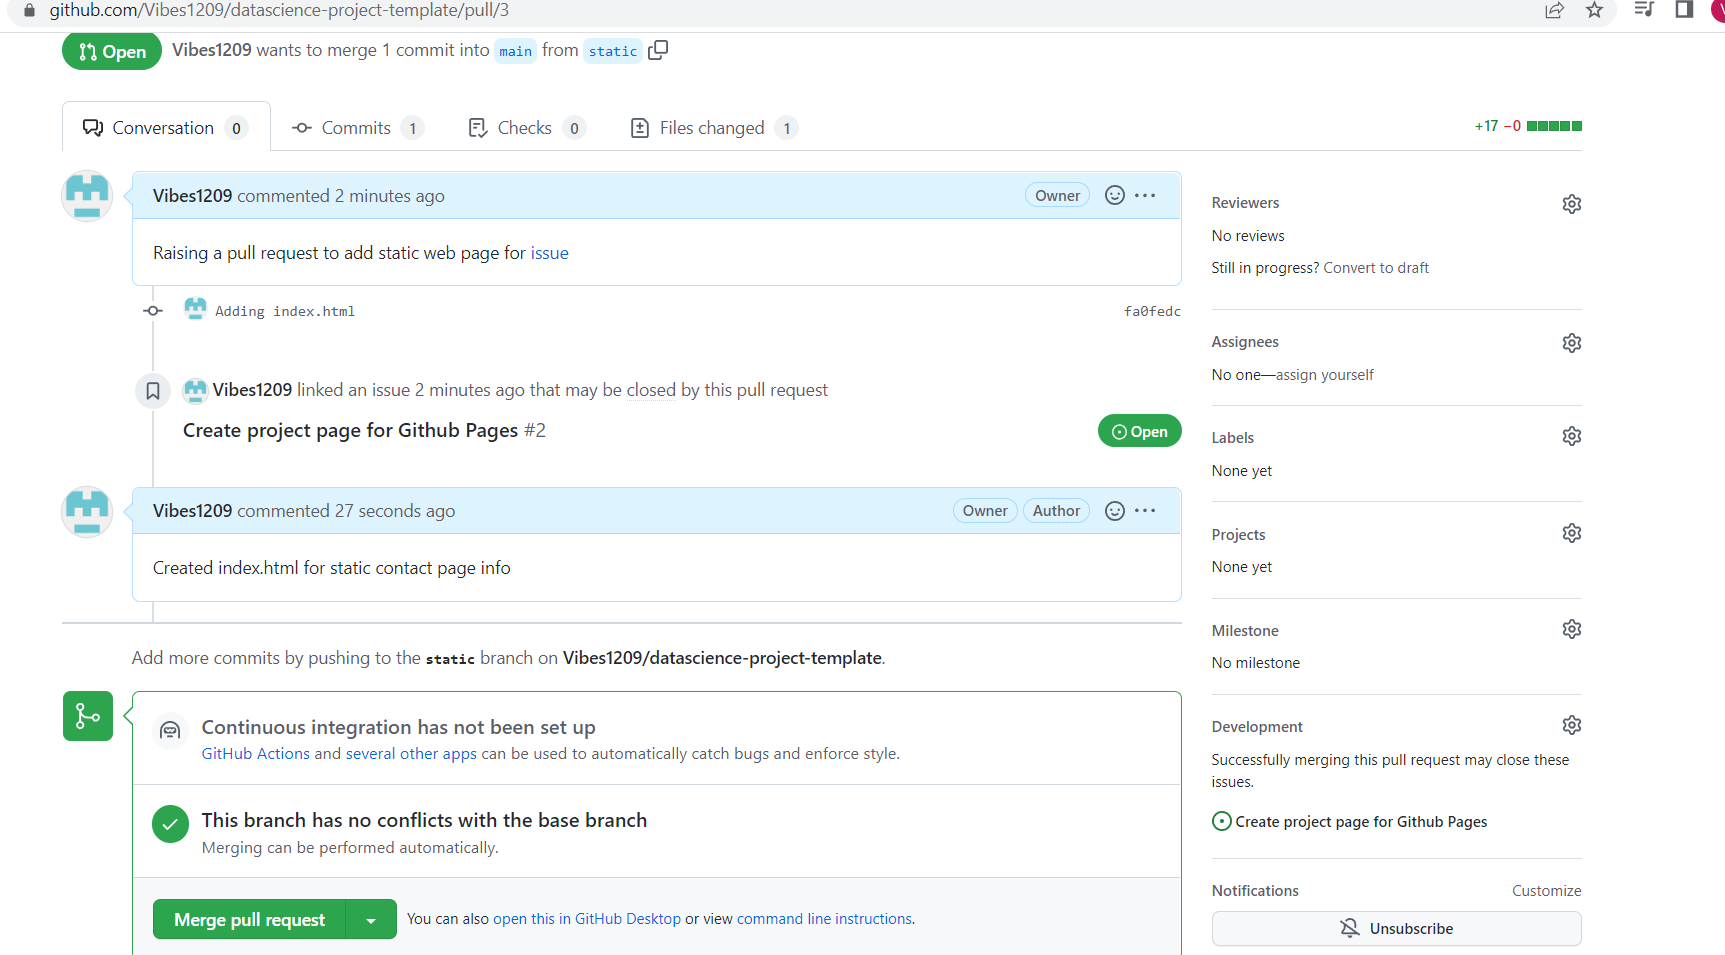 github.com/Vibes1209/datascience-project-template/pull/3
Open Vibes1209 wants to merge 1 commit into main from static
Conversation 0 Commits 1 Checks 0 Files changed 1 +17 −0
Vibes1209 commented 2 minutes ago Owner
Raising a pull request to add static web page for issue
Adding index.html fa0fedc
Vibes1209 linked an issue 2 minutes ago that may be closed by this pull request
Create project page for Github Pages #2 Open
Vibes1209 commented 27 seconds ago Owner Author
Created index.html for static contact page info
Add more commits by pushing to the static branch on Vibes1209/datascience-project-template.
Continuous integration has not been set up
GitHub Actions and several other apps can be used to automatically catch bugs and enforce style.
This branch has no conflicts with the base branch
Merging can be performed automatically.
Merge pull request You can also open this in GitHub Desktop or view command line instructions.
Reviewers
No reviews
Still in progress? Convert to draft
Assignees
No one—assign yourself
Labels
None yet
Projects
None yet
Milestone
No milestone
Development
Successfully merging this pull request may close these
issues.
Create project page for Github Pages
Notifications Customize
Unsubscribe